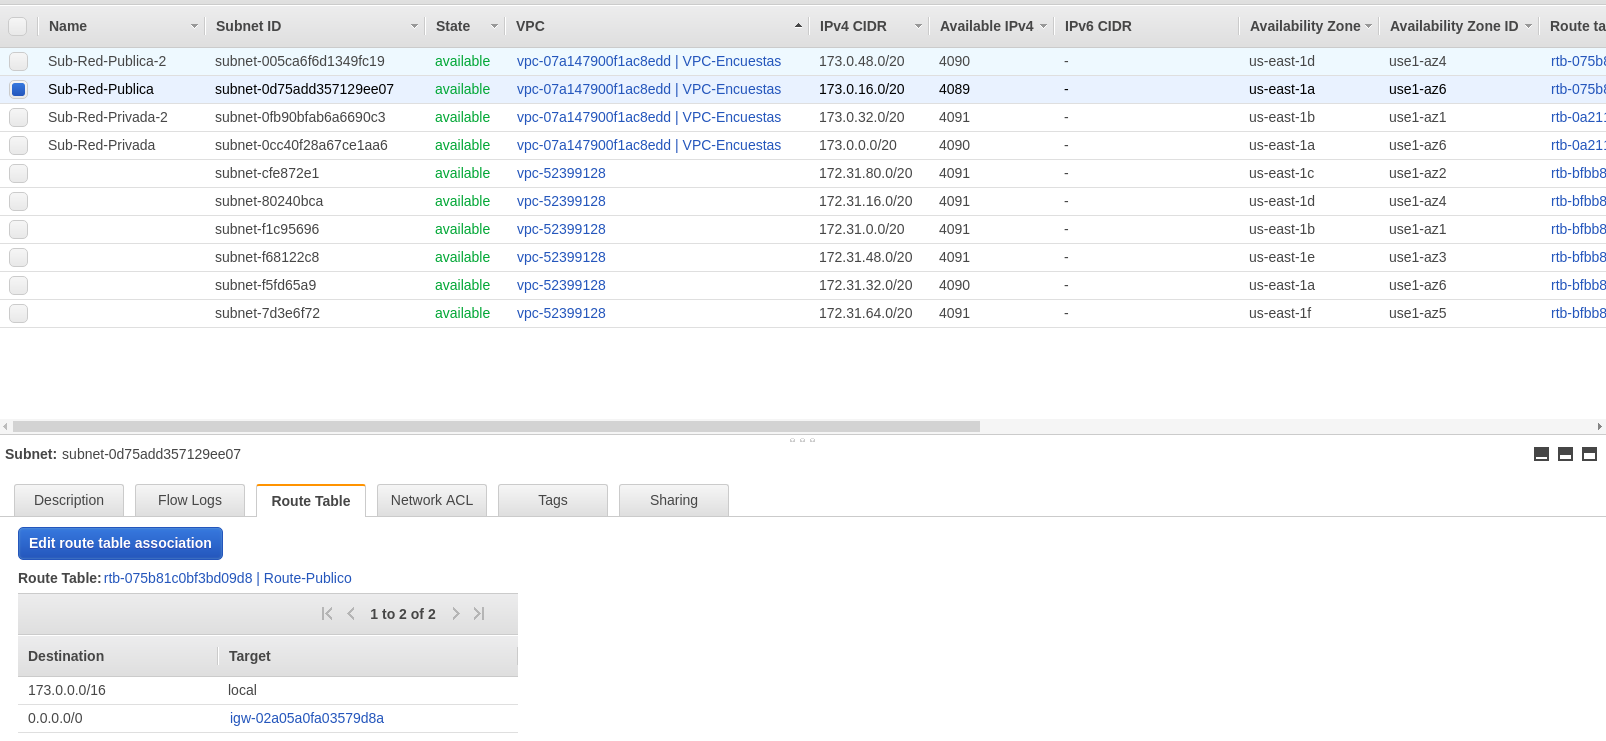 Name Subnet ID State VPC IPv4 CIDR Available IPv4 IPv6 CIDR Availability Zone Availability Zone ID Route ta
Sub-Red-Publica-2 subnet-005ca6f6d1349fc19 available vpc-07a147900f1ac8edd | VPC-Encuestas 173.0.48.0/20 4090 - us-east-1d use1-az4 rtb-075b8
Sub-Red-Publica subnet-0d75add357129ee07 available vpc-07a147900f1ac8edd | VPC-Encuestas 173.0.16.0/20 4089 - us-east-1a use1-az6 rtb-075b8
Sub-Red-Privada-2 subnet-0fb90bfab6a6690c3 available vpc-07a147900f1ac8edd | VPC-Encuestas 173.0.32.0/20 4091 - us-east-1b use1-az1 rtb-0a211
Sub-Red-Privada subnet-0cc40f28a67ce1aa6 available vpc-07a147900f1ac8edd | VPC-Encuestas 173.0.0.0/20 4090 - us-east-1a use1-az6 rtb-0a211
subnet-cfe872e1 available vpc-52399128 172.31.80.0/20 4091 - us-east-1c use1-az2 rtb-bfbb8
subnet-80240bca available vpc-52399128 172.31.16.0/20 4091 - us-east-1d use1-az4 rtb-bfbb8
subnet-f1c95696 available vpc-52399128 172.31.0.0/20 4091 - us-east-1b use1-az1 rtb-bfbb8
subnet-f68122c8 available vpc-52399128 172.31.48.0/20 4091 - us-east-1e use1-az3 rtb-bfbb8
subnet-f5fd65a9 available vpc-52399128 172.31.32.0/20 4090 - us-east-1a use1-az6 rtb-bfbb8
subnet-7d3e6f72 available vpc-52399128 172.31.64.0/20 4091 - us-east-1f use1-az5 rtb-bfbb8
Subnet: subnet-0d75add357129ee07
Description Flow Logs Route Table Network ACL Tags Sharing
Edit route table association
Route Table: rtb-075b81c0bf3bd09d8 | Route-Publico
1 to 2 of 2
Destination Target
173.0.0.0/16 local
0.0.0.0/0 igw-02a05a0fa03579d8a